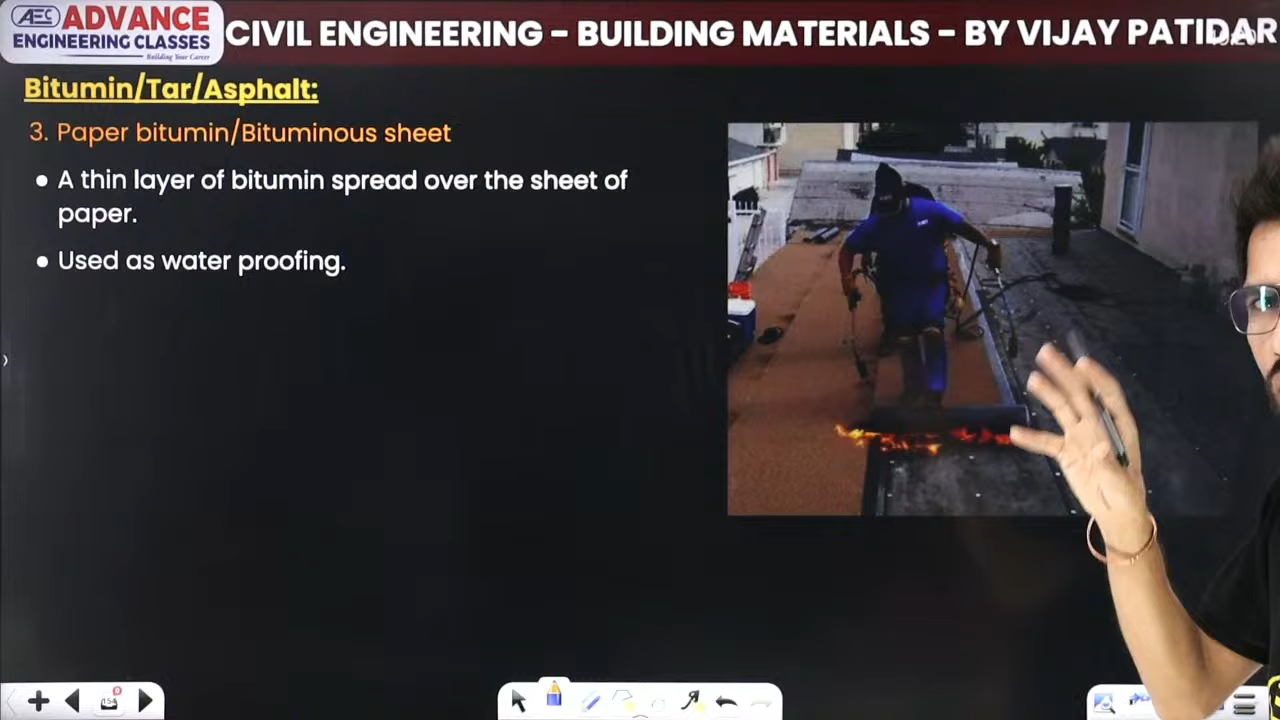 AEC ADVANCE
ENGINEERING CLASSES
Building Your Career
CIVIL ENGINEERING - BUILDING MATERIALS - BY VIJAY PATIDAR
Bitumin/Tar/Asphalt:
3. Paper bitumin/Bituminous sheet
• A thin layer of bitumin spread over the sheet of
paper.
• Used as water proofing.
154